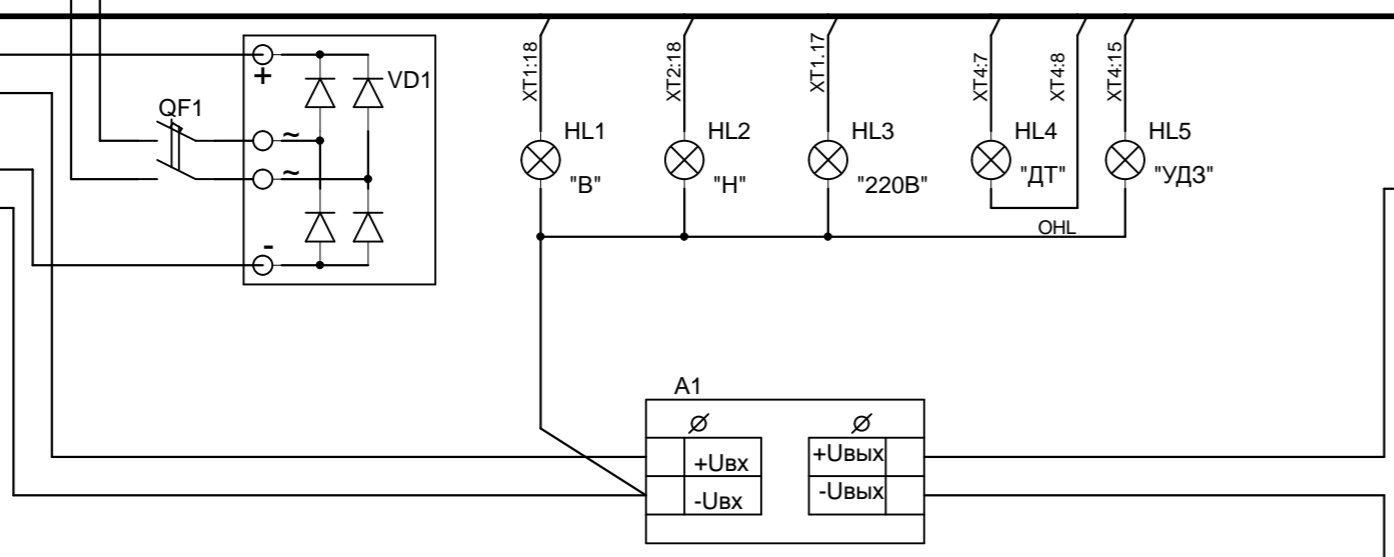 XT1:18
XT2:18
XT1.17
XT4:7
XT4:8
XT4:15
+
VD1
QF1
~
~
-
HL1
"В"
HL2
"Н"
HL3
"220В"
HL4
"ДТ"
HL5
"УДЗ"
OHL
A1
+Uвх
-Uвх
+Uвых
-Uвых